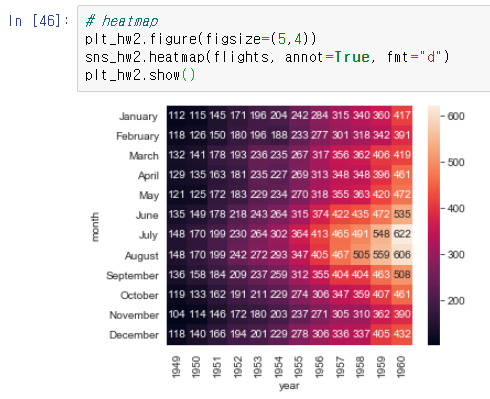 In [46]: # heatmap
plt_hw2.figure(figsize=(5,4))
sns_hw2.heatmap(flights, annot=True, fmt="d")
plt_hw2.show()
January 112 115 145 171 196 204 242 284 315 340 360 417
February 118 126 150 180 196 188 233 277 301 318 342 391
March 132 141 178 193 236 235 267 317 356 362 406 419
April 129 135 163 181 235 227 269 313 348 348 396 461
May 121 125 172 183 229 234 270 318 355 363 420 472
June 135 149 178 218 243 264 315 374 422 435 472 535
July 148 170 199 230 264 302 364 413 465 491 548 622
August 148 170 199 242 272 293 347 405 467 505 559 606
September 136 158 184 209 237 259 312 355 404 404 463 508
October 119 133 162 191 211 229 274 306 347 359 407 461
November 104 114 146 172 180 203 237 271 305 310 362 390
December 118 140 166 194 201 229 278 306 336 337 405 432
month
1949 1950 1951 1952 1953 1954 1955 1956 1957 1958 1959 1960
year
600
500
400
300
200